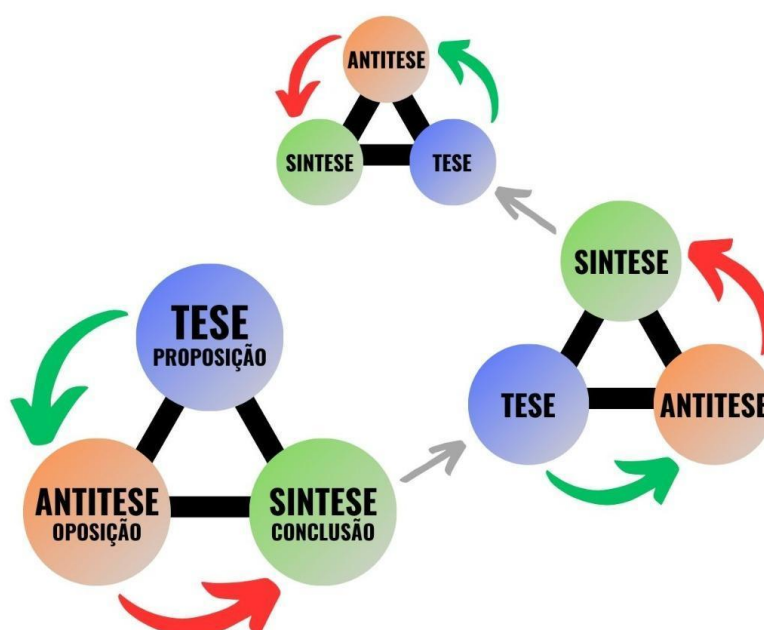 ANTITESE
SINTESE
TESE
SINTESE
TESE
ANTITESE
TESE
PROPOSIÇÃO
ANTITESE
OPOSIÇÃO
SINTESE
CONCLUSÃO